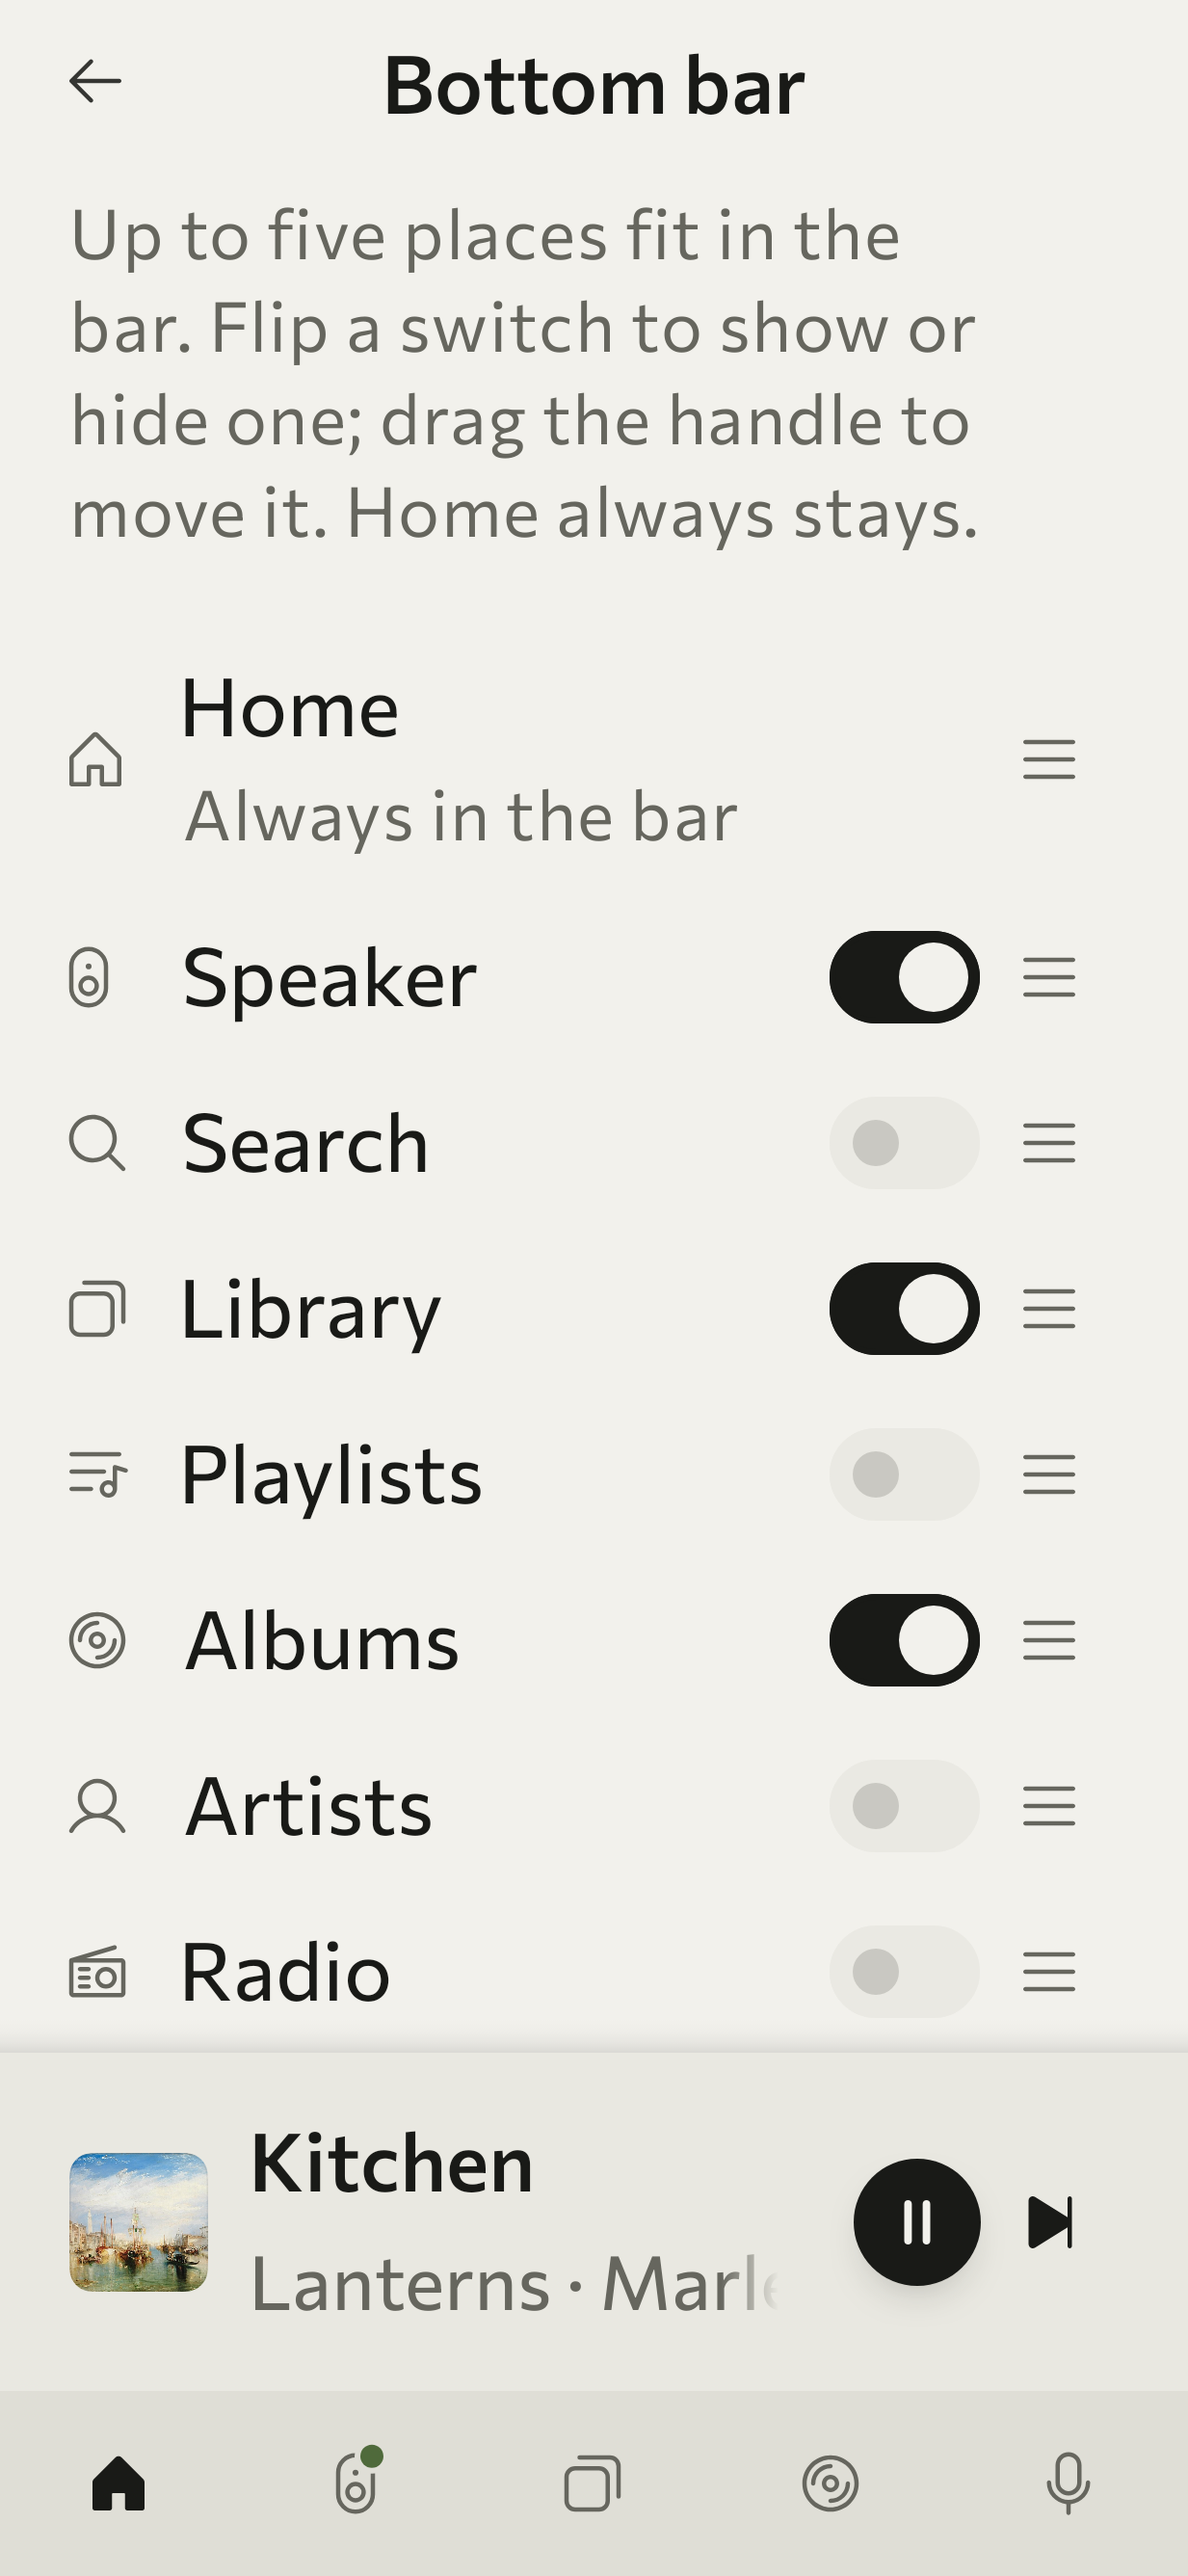 Bottom bar
Up to five places fit in the
bar. Flip a switch to show or
hide one; drag the handle to
move it. Home always stays.
Home
Always in the bar
Speaker
Search
Library
Playlists
Albums
Artists
Radio
Kitchen
Lanterns ·